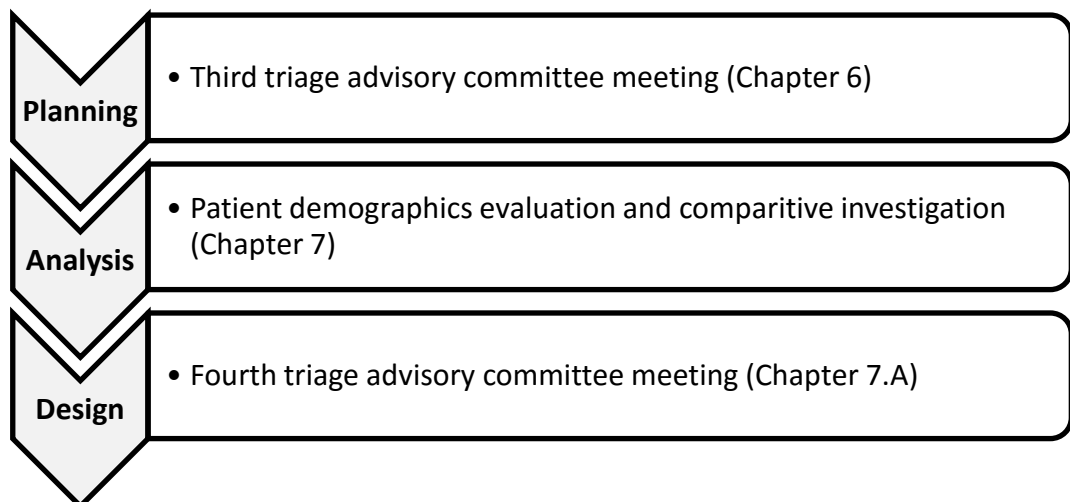 Planning
• Third triage advisory committee meeting (Chapter 6)
Analysis
• Patient demographics evaluation and comparitive investigation
(Chapter 7)
Design
• Fourth triage advisory committee meeting (Chapter 7.A)